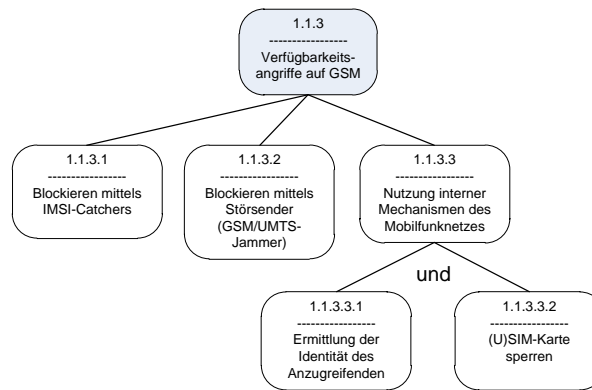 1.1.3
-----------------
Verfügbarkeits-
angriffe auf GSM
1.1.3.1
-----------------
Blockieren mittels
IMSI-Catchers
1.1.3.2
-----------------
Blockieren mittels
Störsender
(GSM/UMTS-
Jammer)
1.1.3.3
-----------------
Nutzung interner
Mechanismen des
Mobilfunknetzes
und
1.1.3.3.1
-----------------
Ermittlung der
Identität des
Anzugreifenden
1.1.3.3.2
-----------------
(U)SIM-Karte
sperren